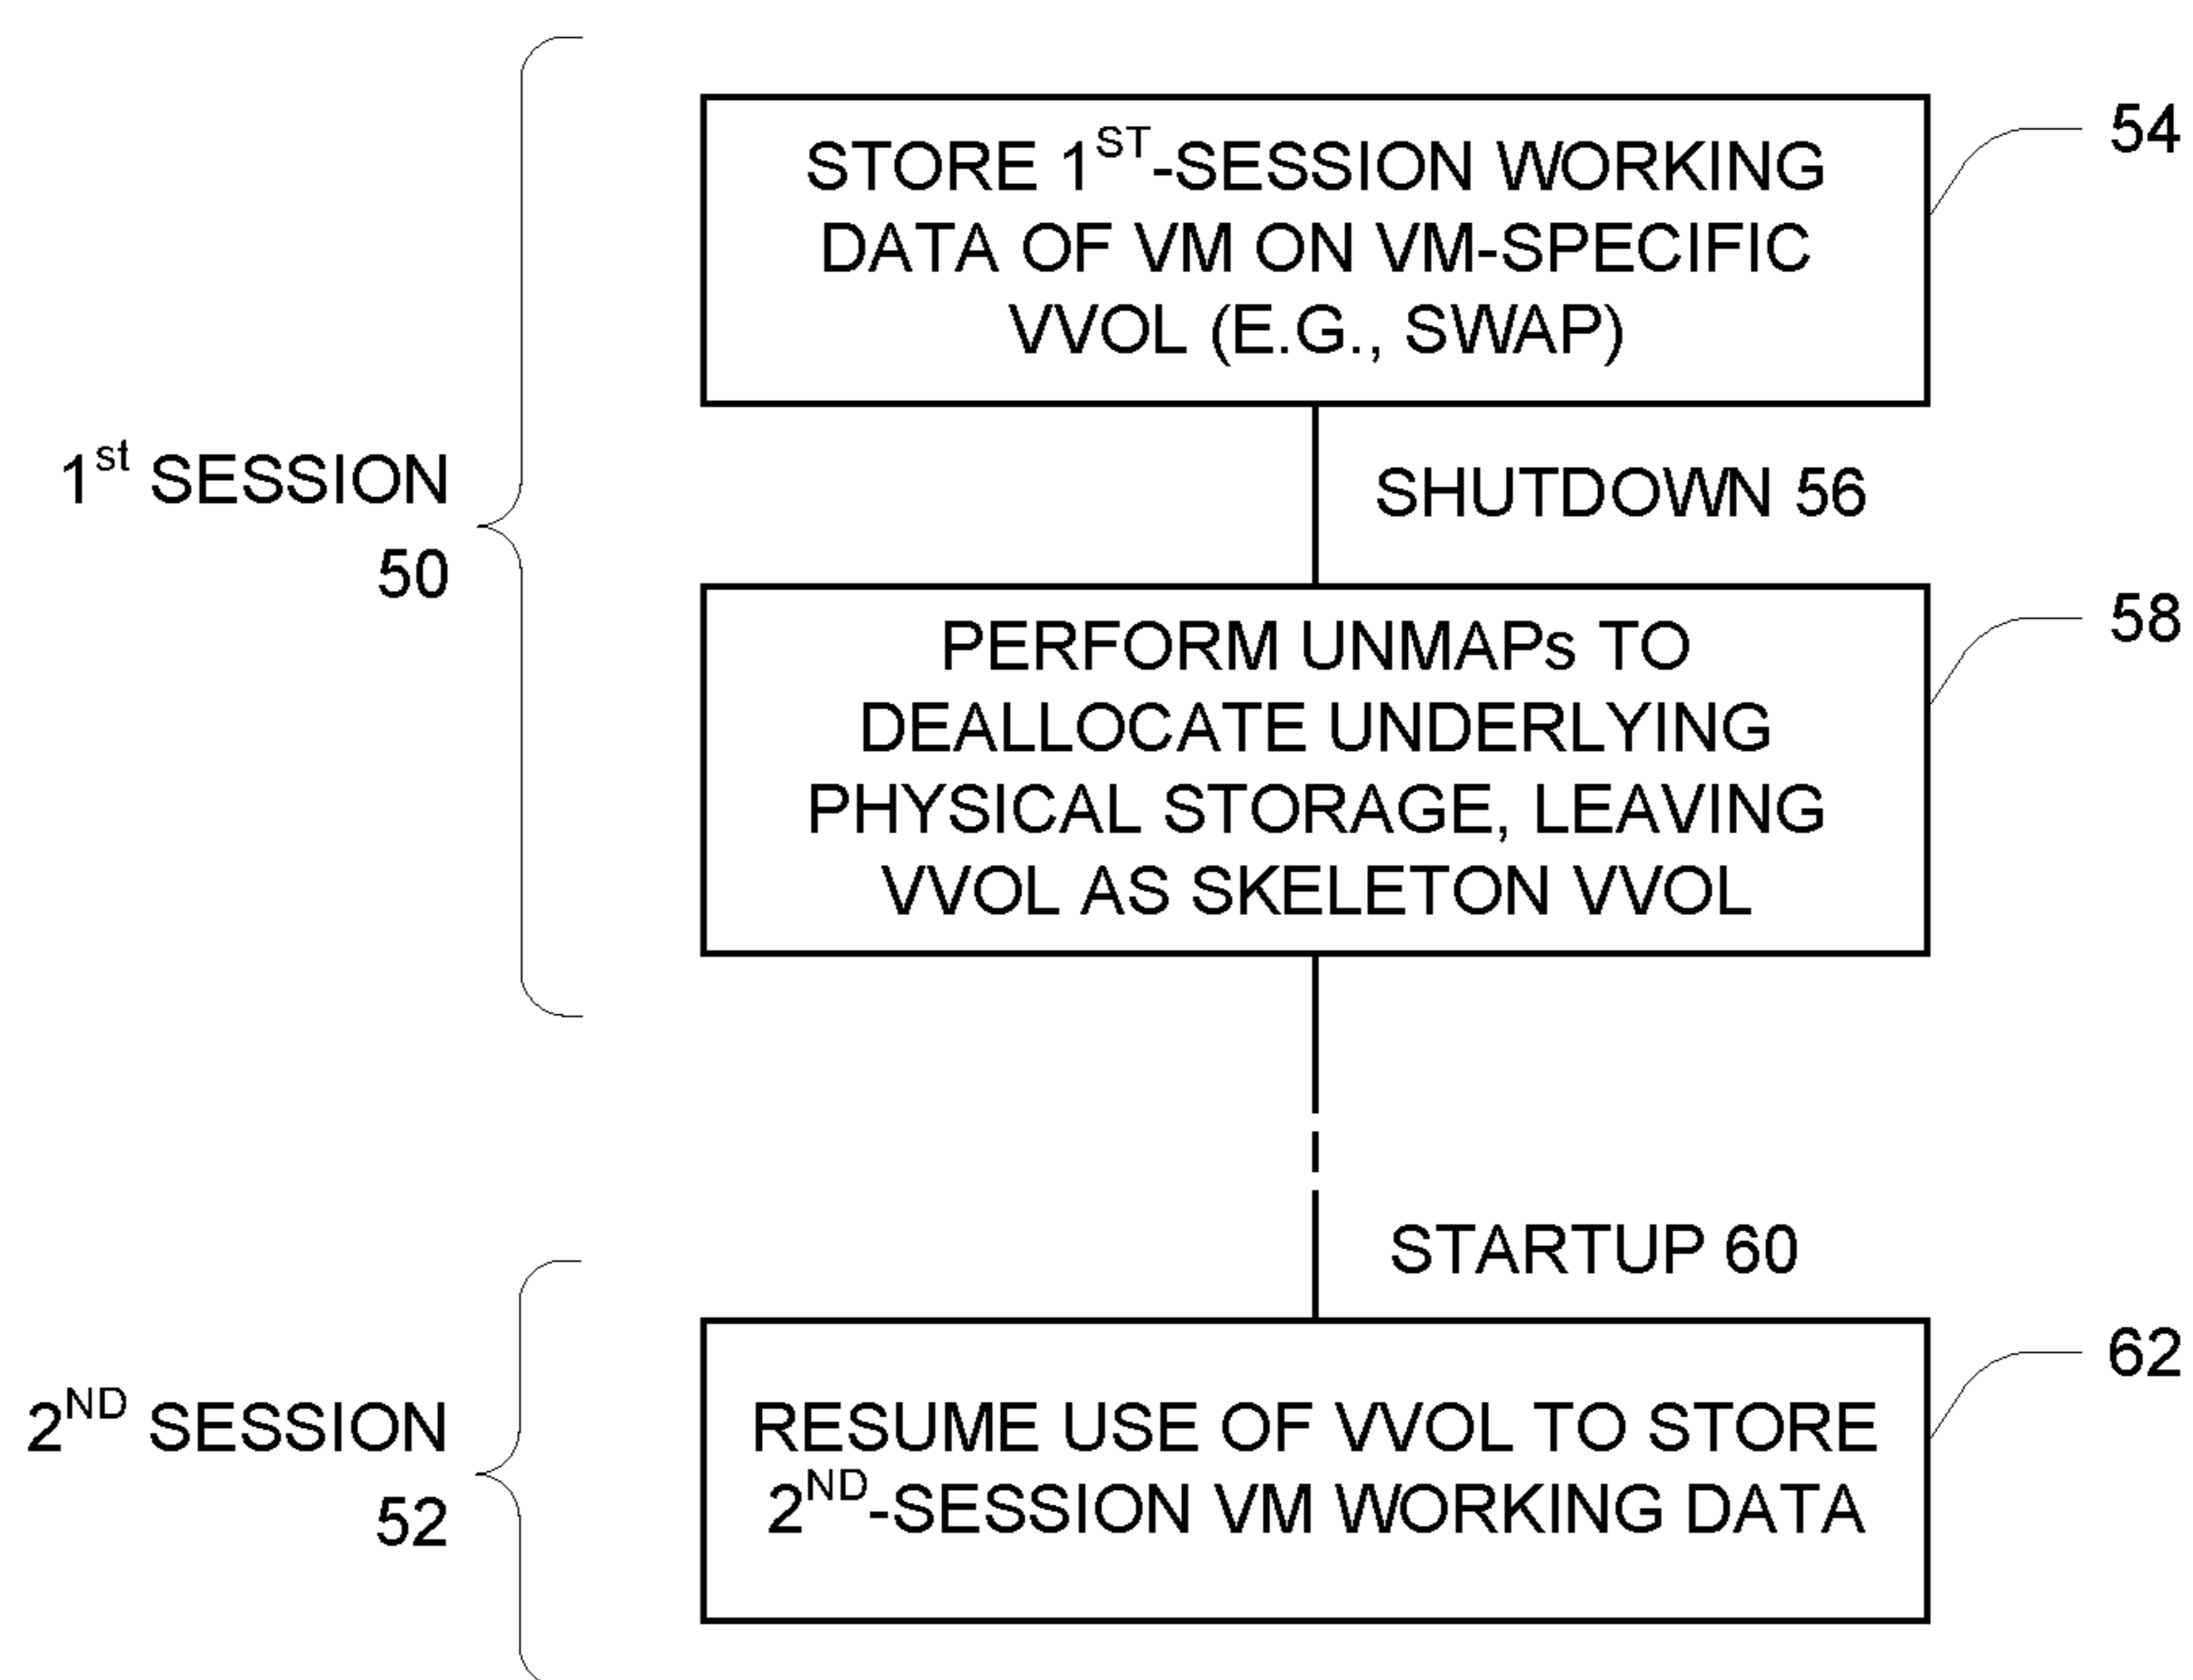 STORE 1ST-SESSION WORKING
DATA OF VM ON VM-SPECIFIC
VVOL (E.G., SWAP)
54
1st SESSION
50
SHUTDOWN 56
PERFORM UNMAPs TO
DEALLOCATE UNDERLYING
PHYSICAL STORAGE, LEAVING
VVOL AS SKELETON VVOL
58
STARTUP 60
2ND SESSION
52
RESUME USE OF VVOL TO STORE
2ND-SESSION VM WORKING DATA
62